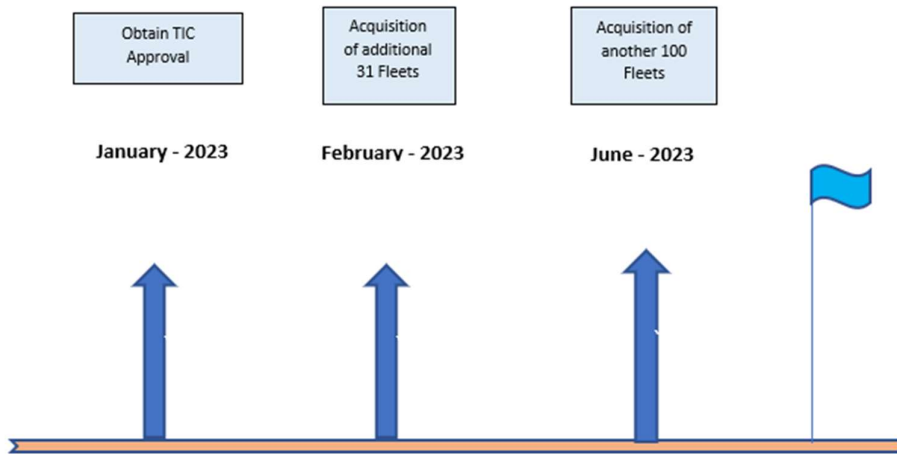 Obtain TIC
Approval
Acquisition
of additional
31 Fleets
Acquisition of
another 100
Fleets
January - 2023
February - 2023
June - 2023